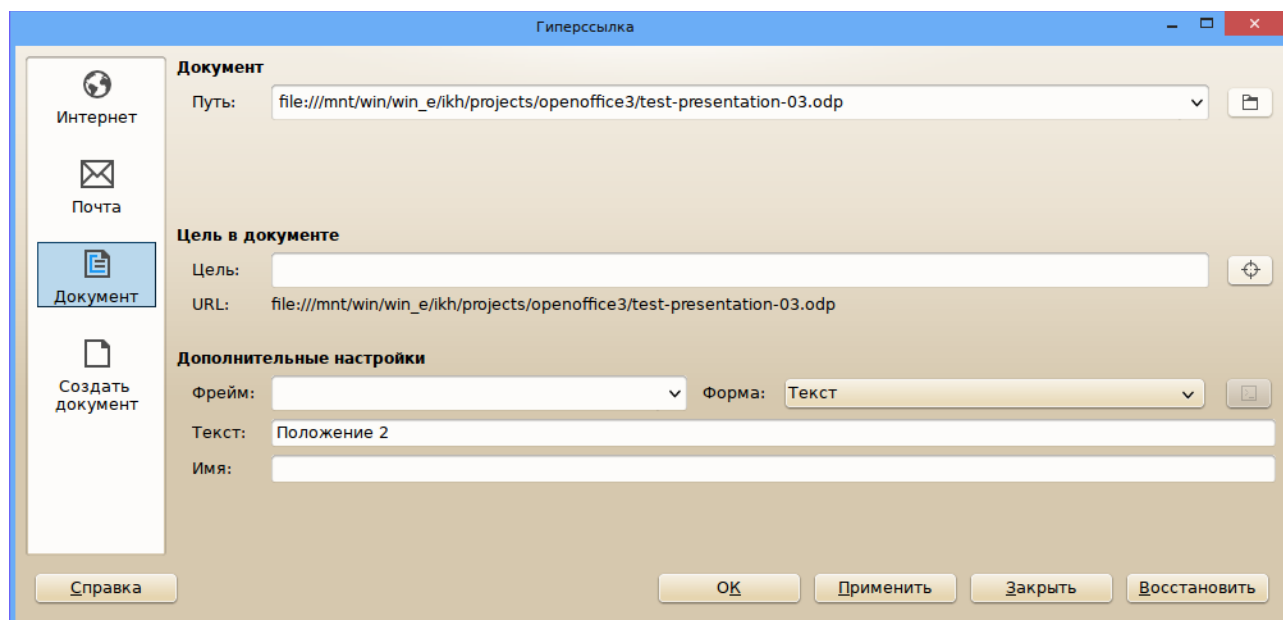 Гиперссылка
Интернет
Почта
Документ
Создать
документ
Документ
Путь: file:///mnt/win/win_e/ikh/projects/openoffice3/test-presentation-03.odp
Цель в документе
Цель:
URL: file:///mnt/win/win_e/ikh/projects/openoffice3/test-presentation-03.odp
Дополнительные настройки
Фрейм: Форма: Текст
Текст: Положение 2
Имя:
Справка OK Применить Закрыть Восстановить